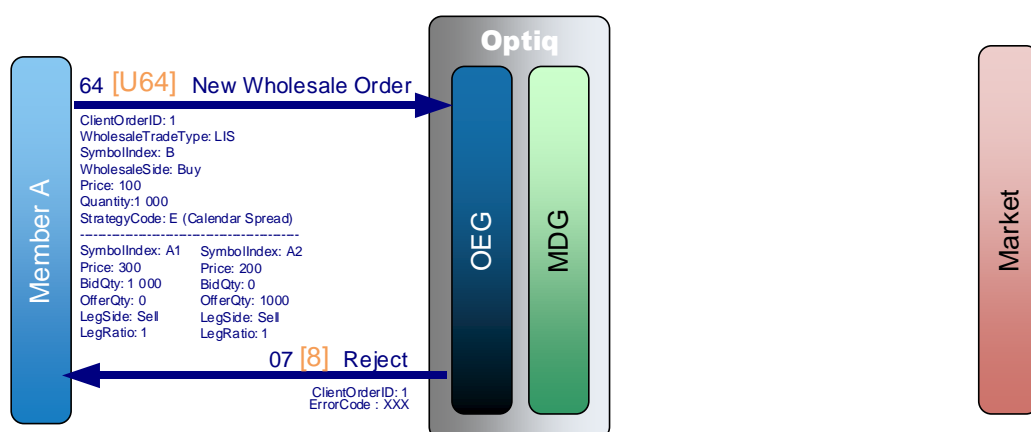 Optiq
64 [U64] New Wholesale Order
ClientOrderID: 1
WholesaleTradeType: LIS
SymbolIndex: B
WholesaleSide: Buy
Price: 100
Quantity:1 000
StrategyCode: E (Calendar Spread)
--------------------------------------------
SymbolIndex: A1 SymbolIndex: A2
Price: 300 Price: 200
BidQty: 1 000 BidQty: 0
OfferQty: 0 OfferQty: 1000
LegSide: Sell LegSide: Sell
LegRatio: 1 LegRatio: 1
07 [8] Reject
ClientOrderID: 1
ErrorCode : XXX
Member A
OEG
MDG
Market